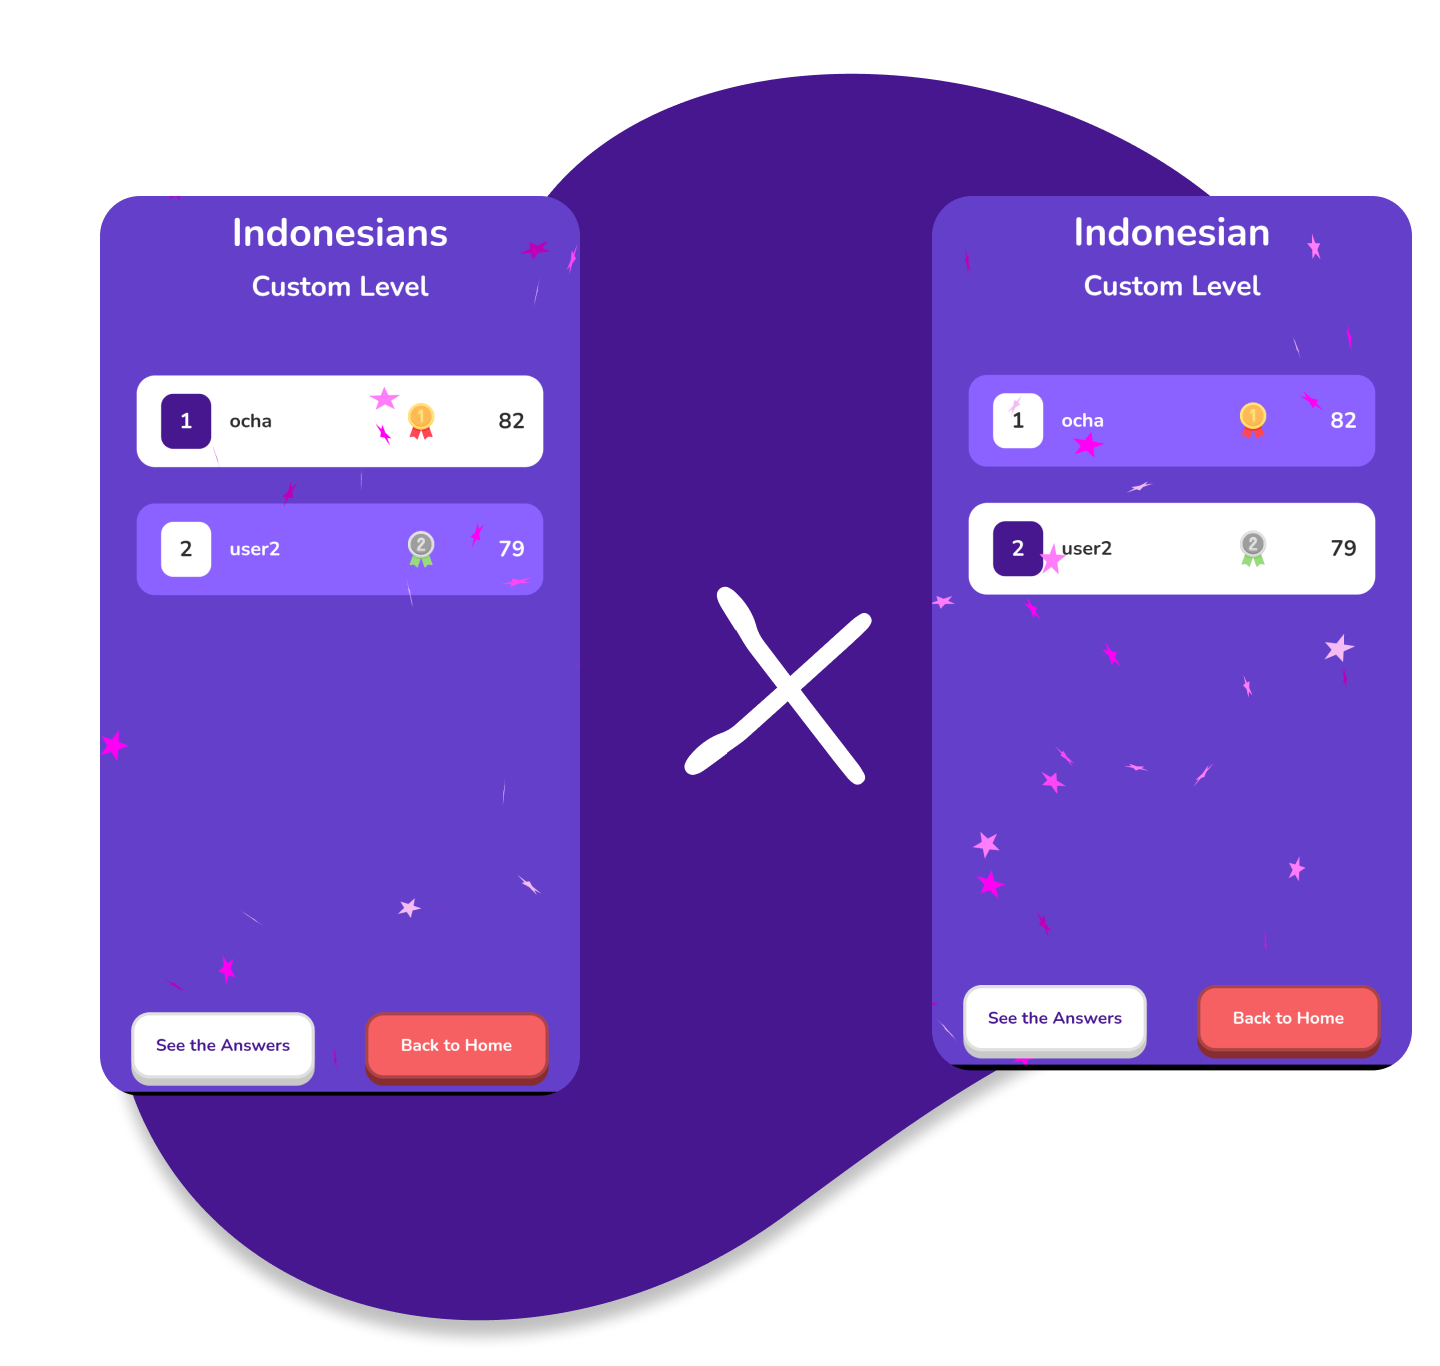 Indonesians
Custom Level
1 ocha 1 82
2 user2 2 79
See the Answers Back to Home
Indonesian
Custom Level
1 ocha 1 82
2 user2 2 79
See the Answers Back to Home